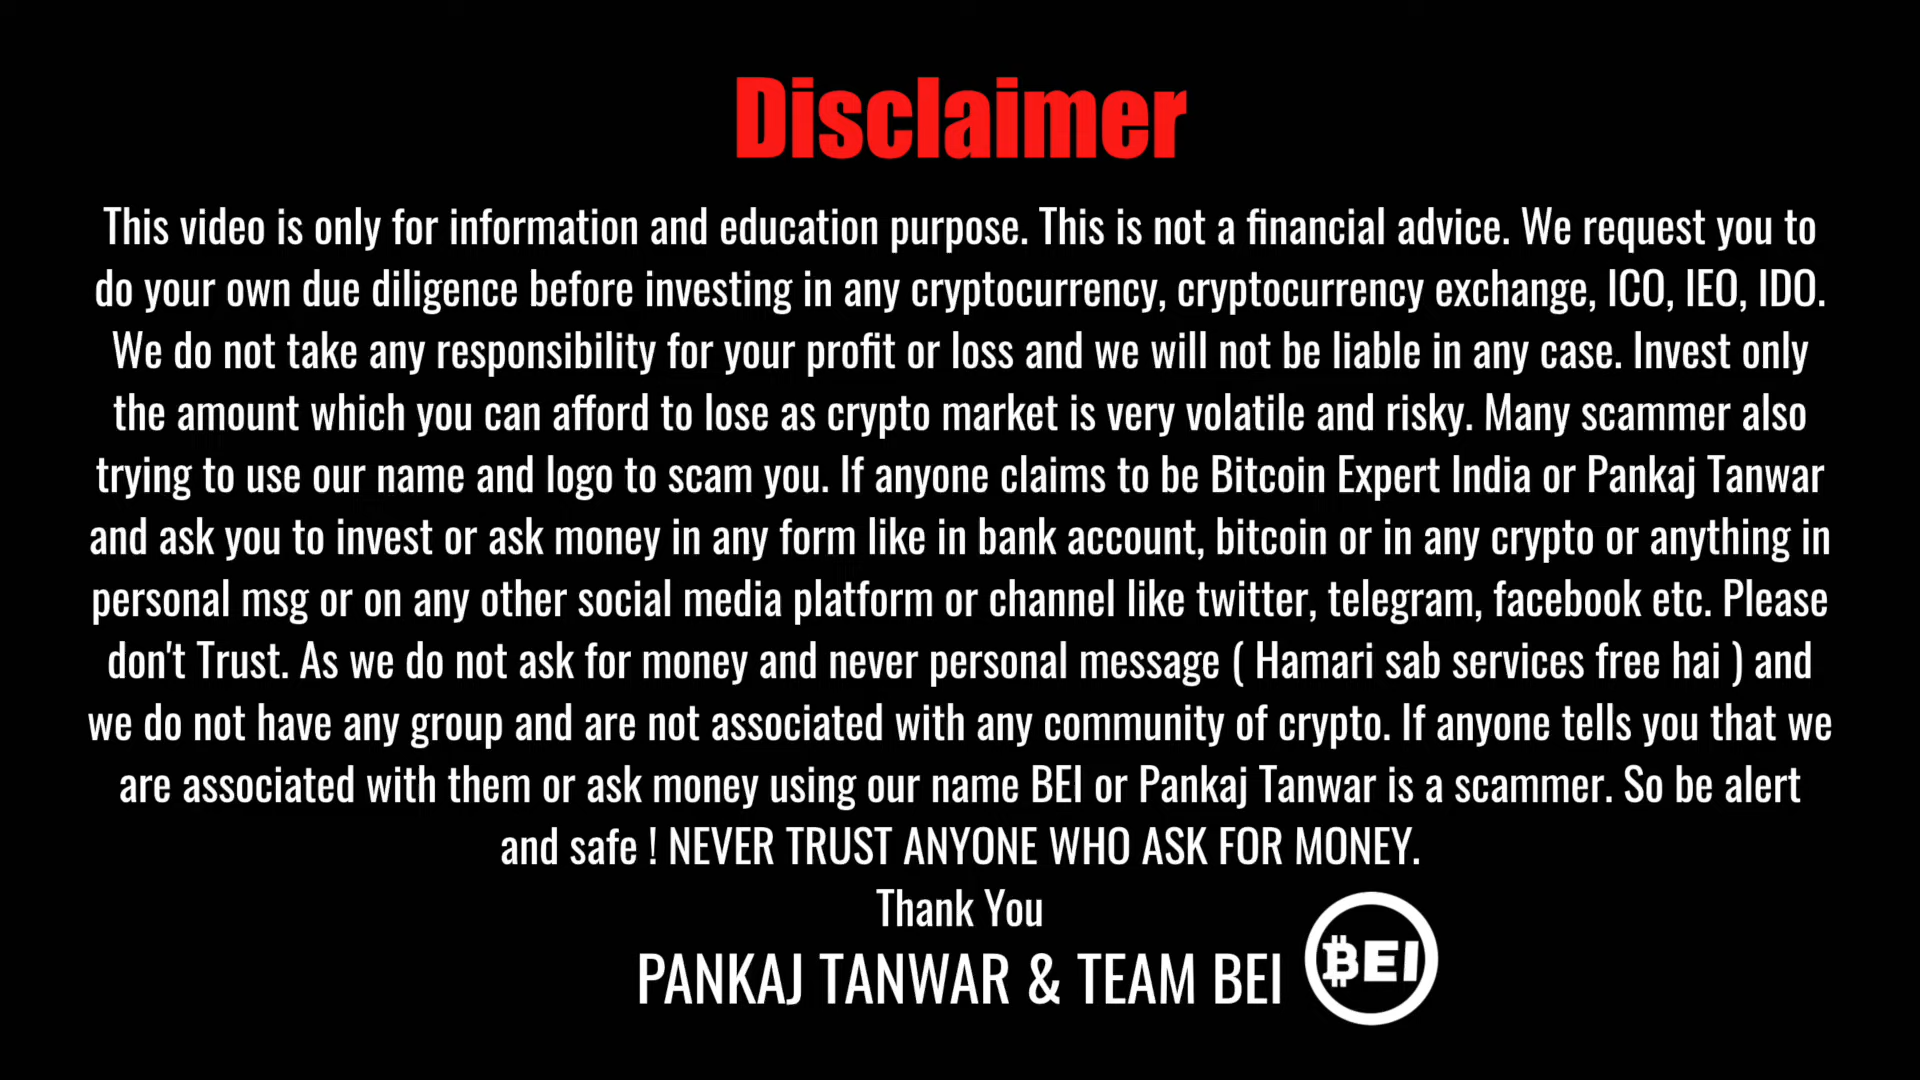 Disclaimer
This video is only for information and education purpose. This is not a financial advice. We request you to
do your own due diligence before investing in any cryptocurrency, cryptocurrency exchange, ICO, IEO, IDO.
We do not take any responsibility for your profit or loss and we will not be liable in any case. Invest only
the amount which you can afford to lose as crypto market is very volatile and risky. Many scammer also
trying to use our name and logo to scam you. If anyone claims to be Bitcoin Expert India or Pankaj Tanwar
and ask you to invest or ask money in any form like in bank account, bitcoin or in any crypto or anything in
personal msg or on any other social media platform or channel like twitter, telegram, facebook etc. Please
don't Trust. As we do not ask for money and never personal message ( Hamari sab services free hai ) and
we do not have any group and are not associated with any community of crypto. If anyone tells you that we
are associated with them or ask money using our name BEI or Pankaj Tanwar is a scammer. So be alert
and safe ! NEVER TRUST ANYONE WHO ASK FOR MONEY.
Thank You
PANKAJ TANWAR & TEAM BEI
BEI